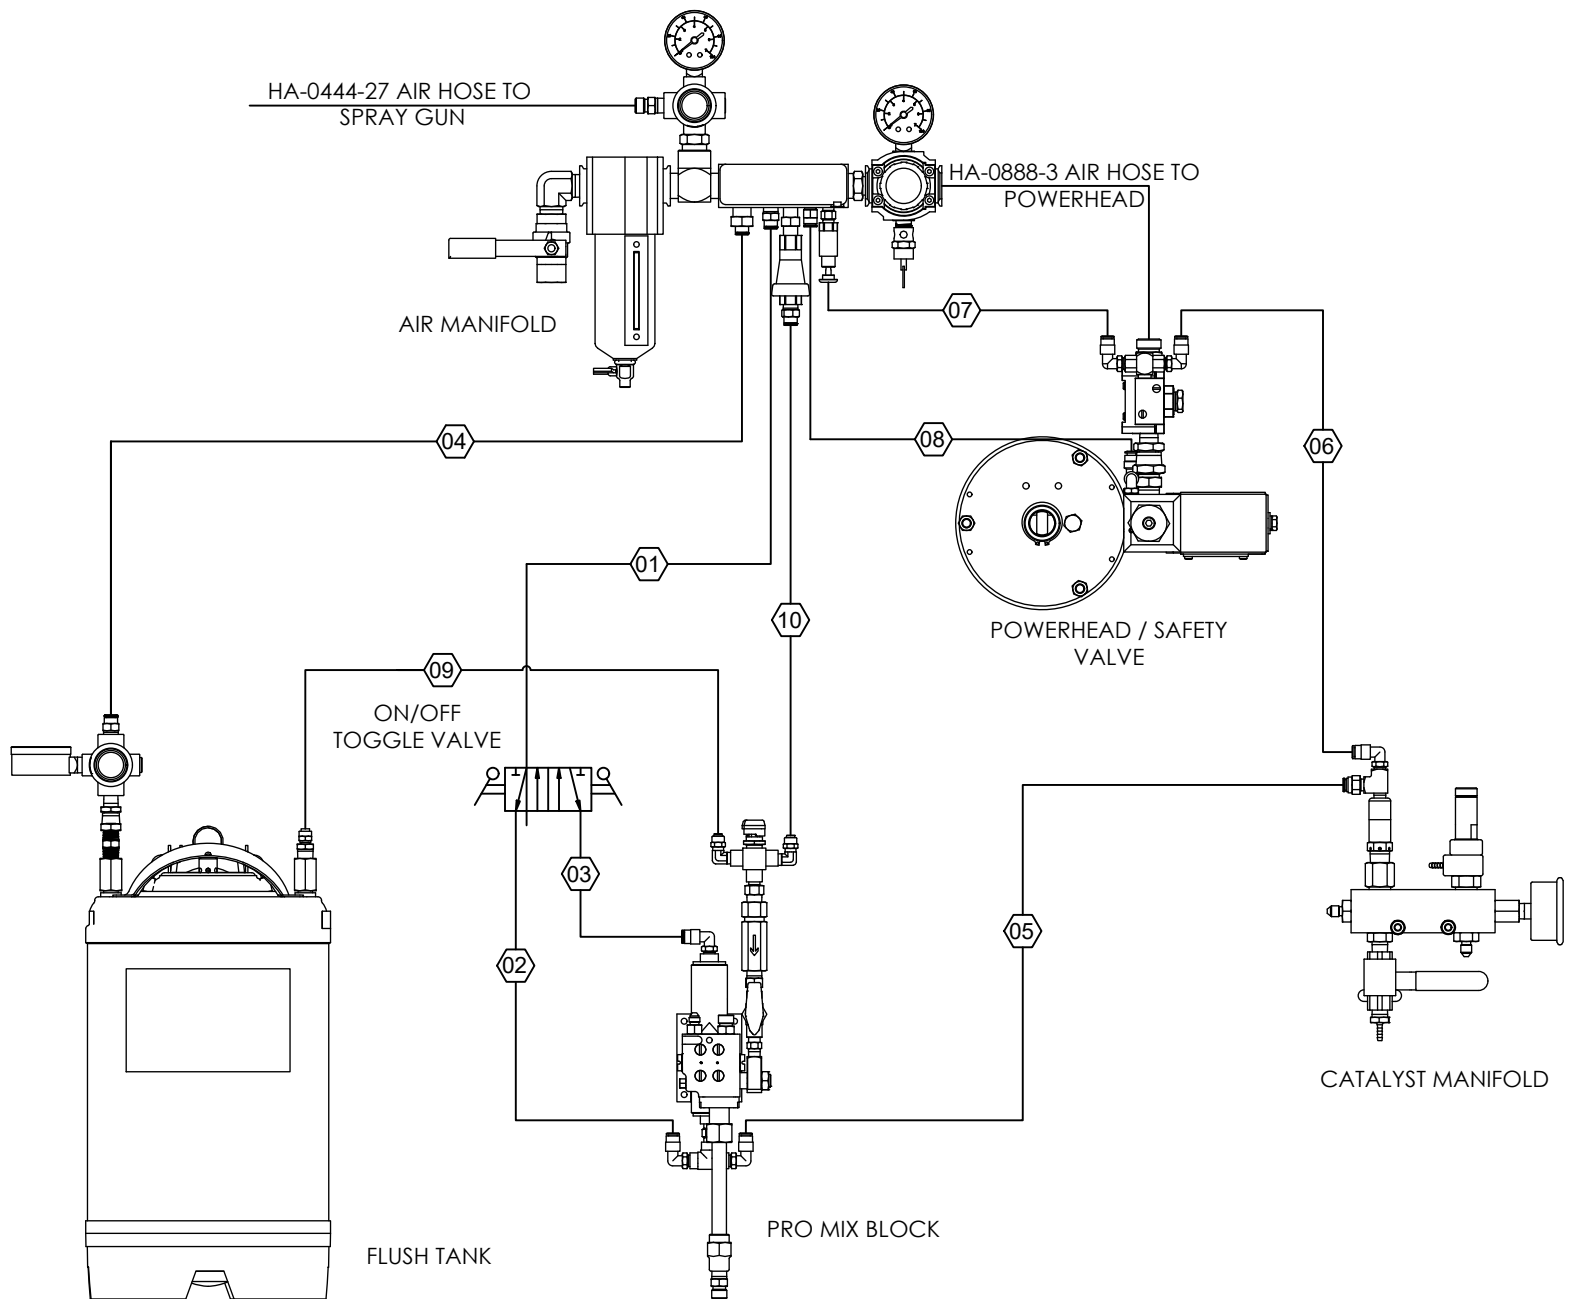 HA-0444-27 AIR HOSE TO
SPRAY GUN
HA-0888-3 AIR HOSE TO
POWERHEAD
AIR MANIFOLD
07
04
08
06
01
10
POWERHEAD / SAFETY
VALVE
09
ON/OFF
TOGGLE VALVE
03
05
02
CATALYST MANIFOLD
PRO MIX BLOCK
FLUSH TANK